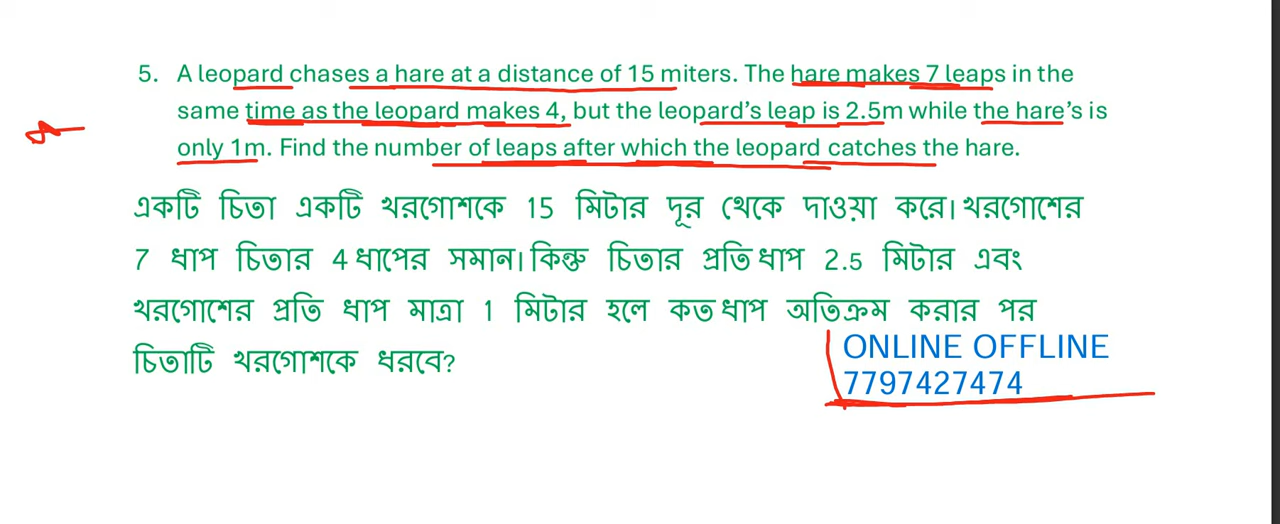 5. A leopard chases a hare at a distance of 15 miters. The hare makes 7 leaps in the
same time as the leopard makes 4, but the leopard's leap is 2.5m while the hare's is
only 1m. Find the number of leaps after which the leopard catches the hare.
একটি চিতা একটি খরগোশকে 15 মিটার দূর থেকে দাওয়া করে। খরগোশের
7 ধাপ চিতার 4 ধাপের সমান। কিন্তু চিতার প্রতি ধাপ 2.5 মিটার এবং
খরগোশের প্রতি ধাপ মাত্রা 1 মিটার হলে কত ধাপ অতিক্রম করার পর
চিতাটি খরগোশকে ধরবে?
ONLINE OFFLINE
7797427474